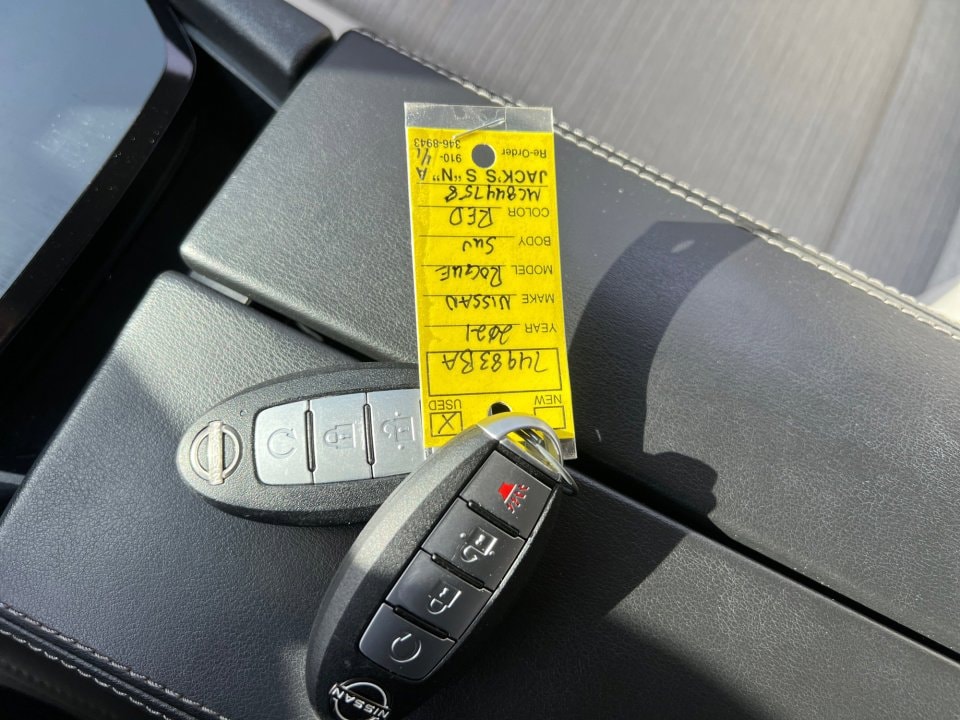 NEW USED X
74983BA
YEAR 2021
MAKE NISSAN
MODEL ROGUE
BODY SUV
COLOR RED
MC844758
JACK'S S "N" A
Re-Order 910-346-8943
NISSAN